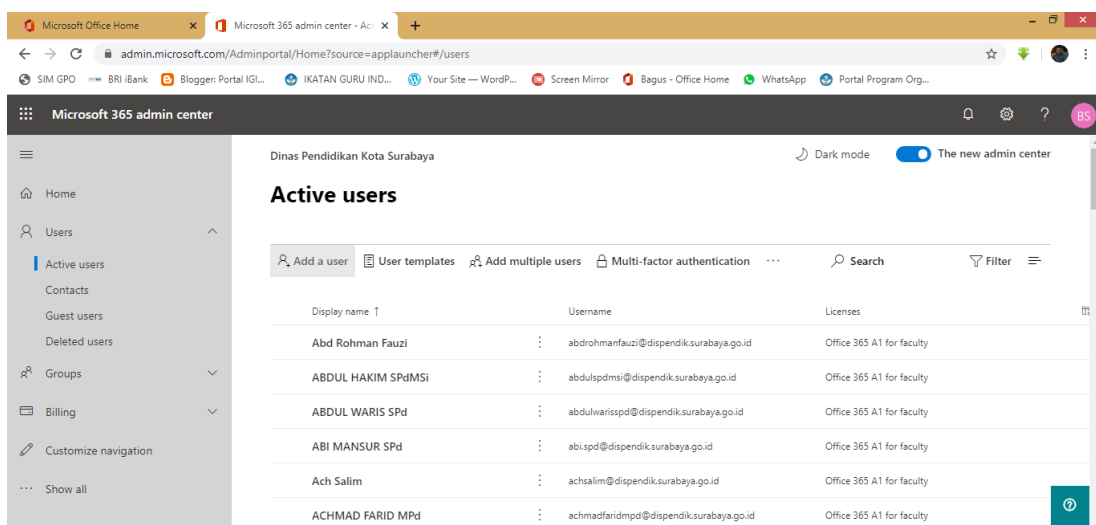 Microsoft Office Home
Microsoft 365 admin center - Acti
admin.microsoft.com/Adminportal/Home?source=applauncher#/users
SIM GPO
BRI iBank
Blogger: Portal IGI...
IKATAN GURU IND...
Your Site — WordP...
Screen Mirror
Bagus - Office Home
WhatsApp
Portal Program Org...
Microsoft 365 admin center
?
BS
Dinas Pendidikan Kota Surabaya
Dark mode
The new admin center
Home
Users
Active users
Contacts
Guest users
Deleted users
Groups
Billing
Customize navigation
Show all
Active users
Add a user
User templates
Add multiple users
Multi-factor authentication
Search
Filter
Display name ↑ Username Licenses
Abd Rohman Fauzi abdrohmanfauzi@dispendik.surabaya.go.id Office 365 A1 for faculty
ABDUL HAKIM SPdMSi abdulspdmsi@dispendik.surabaya.go.id Office 365 A1 for faculty
ABDUL WARIS SPd abdulwarisspd@dispendik.surabaya.go.id Office 365 A1 for faculty
ABI MANSUR SPd abi.spd@dispendik.surabaya.go.id Office 365 A1 for faculty
Ach Salim achsalim@dispendik.surabaya.go.id Office 365 A1 for faculty
ACHMAD FARID MPd achmadfaridmpd@dispendik.surabaya.go.id Office 365 A1 for faculty